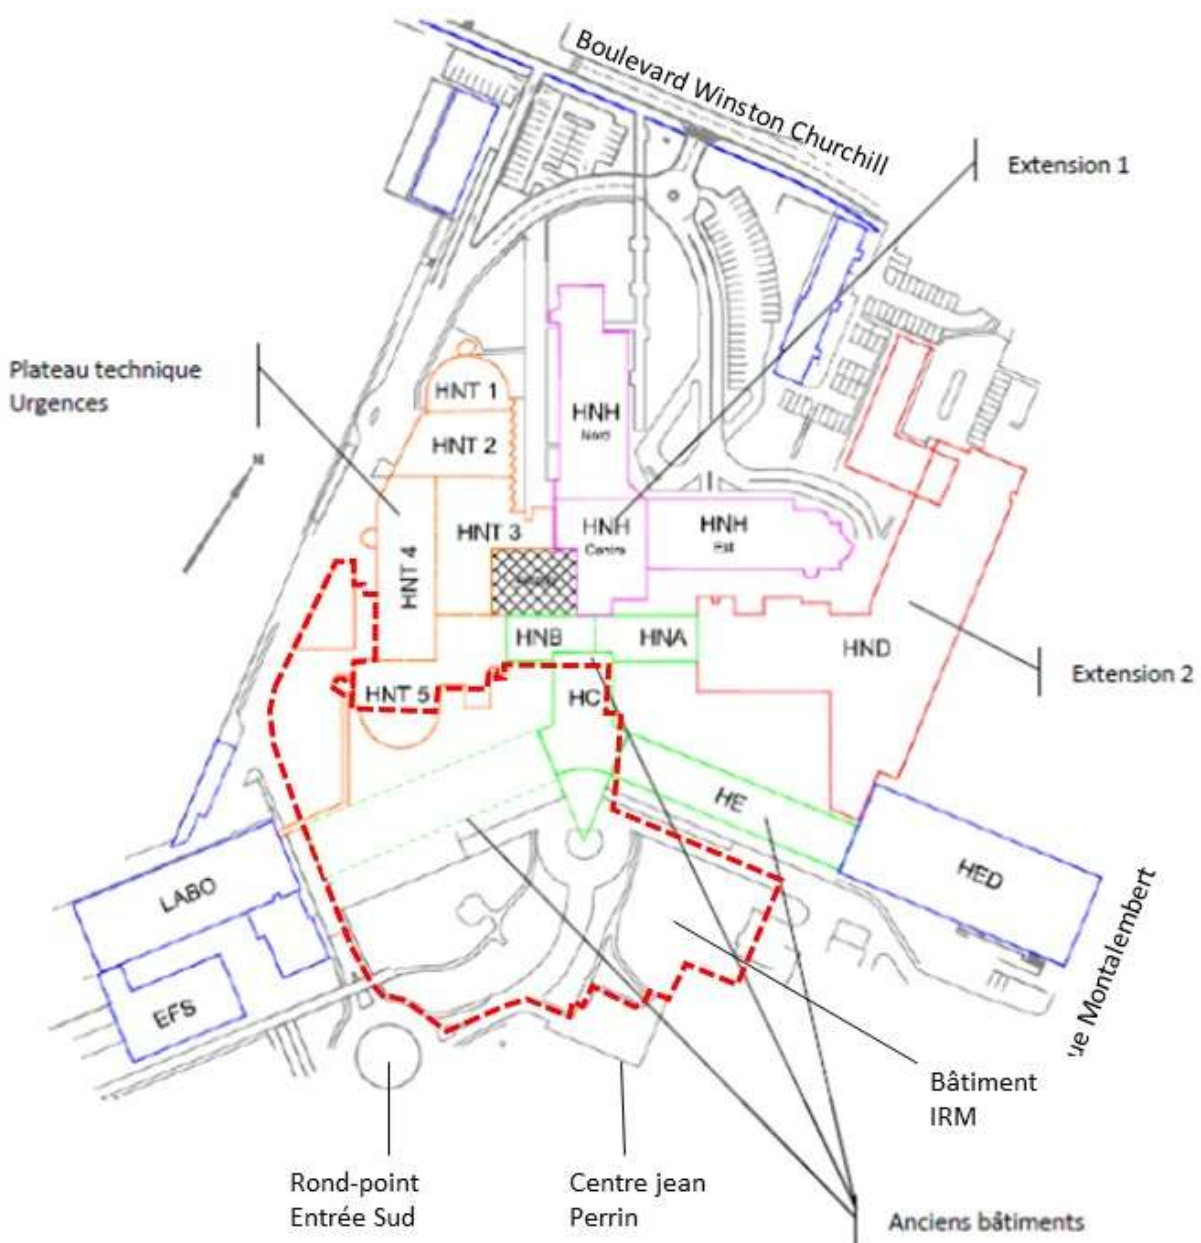 Boulevard Winston Churchill
Extension 1
Plateau technique
Urgences
HNT 1
HNT 2
HNH
Nord
N
HNT 3
HNH
Centre
HNH
Est
HNT 4
HNB
HNA
HND
Extension 2
HNT 5
HC
HE
HED
LABO
EFS
ue Montalembert
Bâtiment
IRM
Rond-point
Entrée Sud
Centre jean
Perrin
Anciens bâtiments